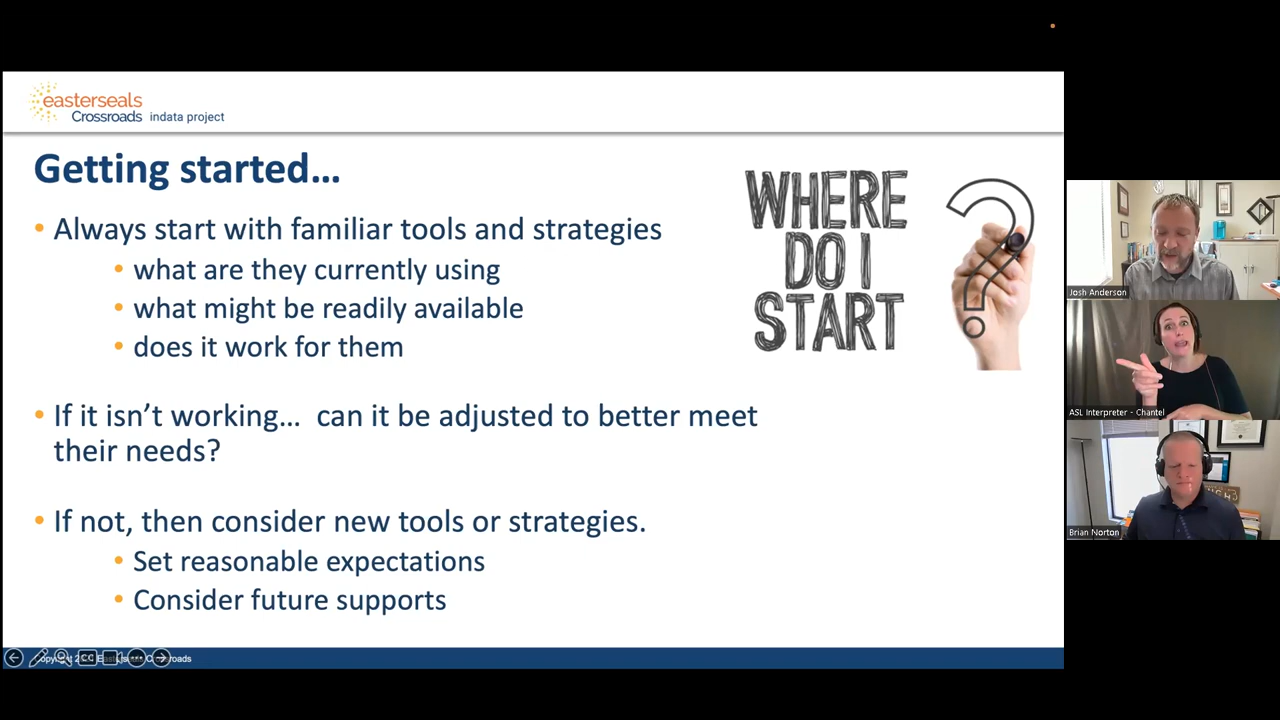 easterseals
Crossroads indata project
Getting started…
• Always start with familiar tools and strategies
• what are they currently using
• what might be readily available
• does it work for them
• If it isn’t working… can it be adjusted to better meet
their needs?
• If not, then consider new tools or strategies.
• Set reasonable expectations
• Consider future supports
WHERE
DO I
START
?
Josh Anderson
ASL Interpreter - Chantel
Brian Norton